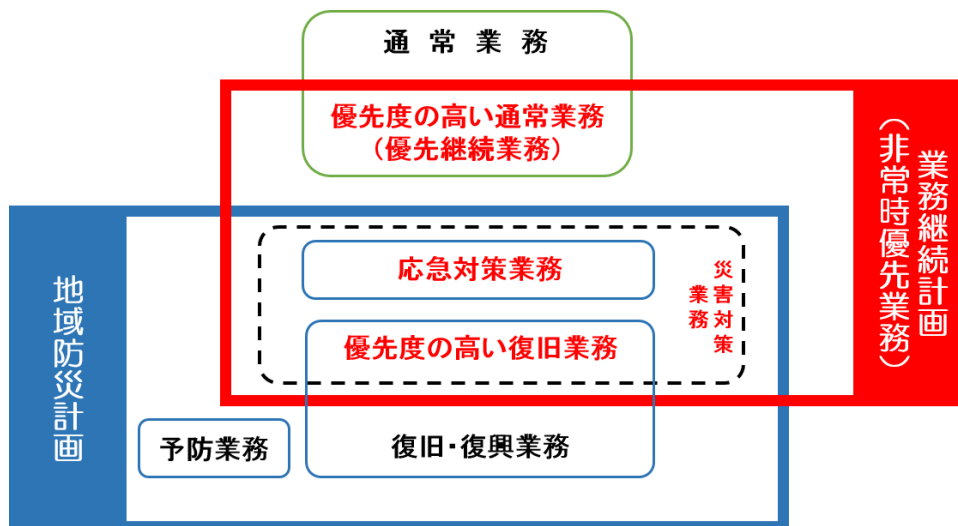 通常業務
優先度の高い通常業務
（優先継続業務）
業務継続計画
（非常時優先業務）
地域防災計画
応急対策業務
災害対策
業務
優先度の高い復旧業務
予防業務
復旧・復興業務